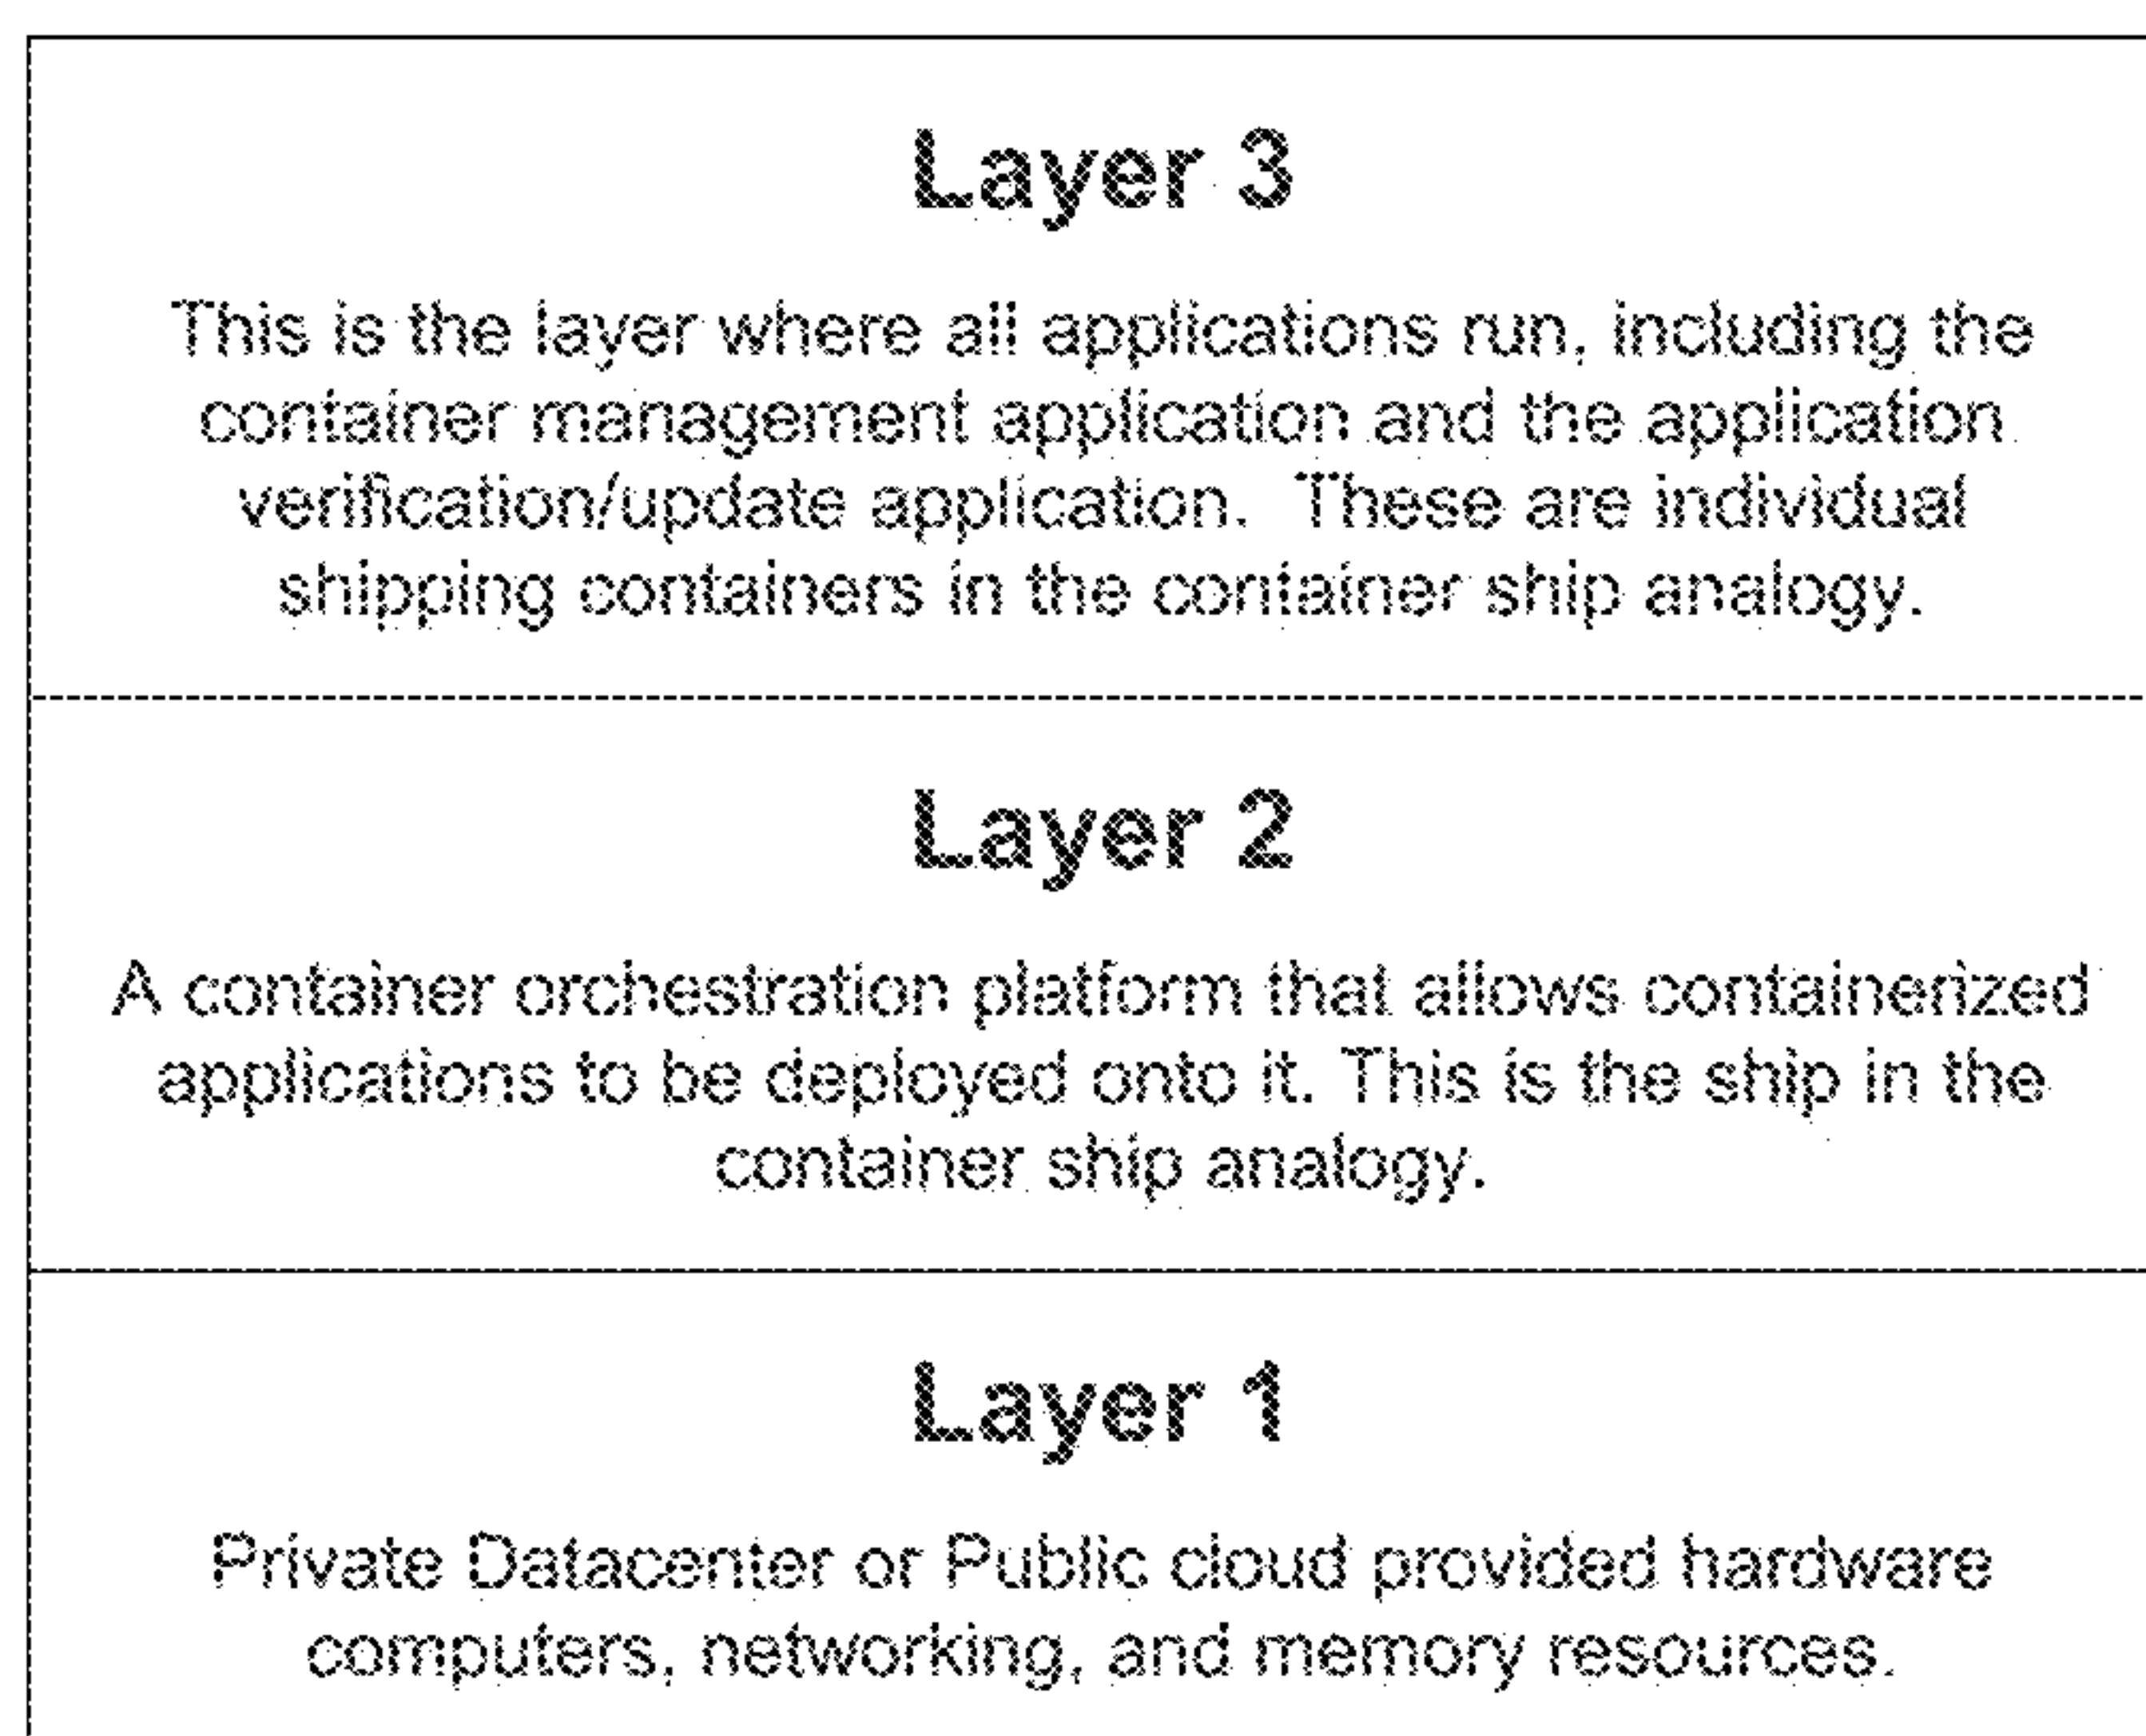 Layer 3
This is the layer where all applications run, including the
container management application and the application
verification/update application.  These are individual
shipping containers in the container ship analogy.
Layer 2
A container orchestration platform that allows containerized
applications to be deployed onto it. This is the ship in the
container ship analogy.
Layer 1
Private Datacenter or Public cloud provided hardware
computers, networking, and memory resources.